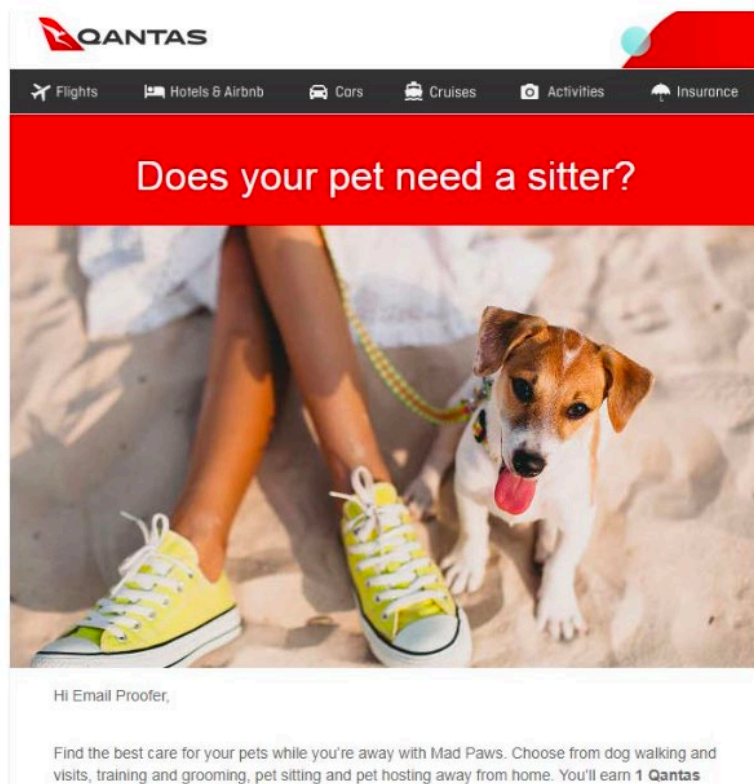 QANTAS
Flights Hotels & Airbnb Cars Cruises Activities Insurance
Does your pet need a sitter?
Hi Email Proofer,
Find the best care for your pets while you're away with Mad Paws. Choose from dog walking and
visits, training and grooming, pet sitting and pet hosting away from home. You'll earn 1 Qantas